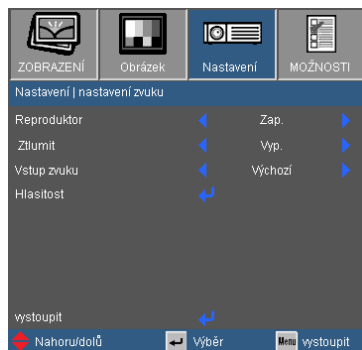 ZOBRAZENÍ Obrázek Nastavení MOŽNOSTI
Nastavení | nastavení zvuku
Reproduktor Zap.
Ztlumit Vyp.
Vstup zvuku Výchozí
Hlasitost
vystoupit
Nahoru/dolů Výběr Menu vystoupit